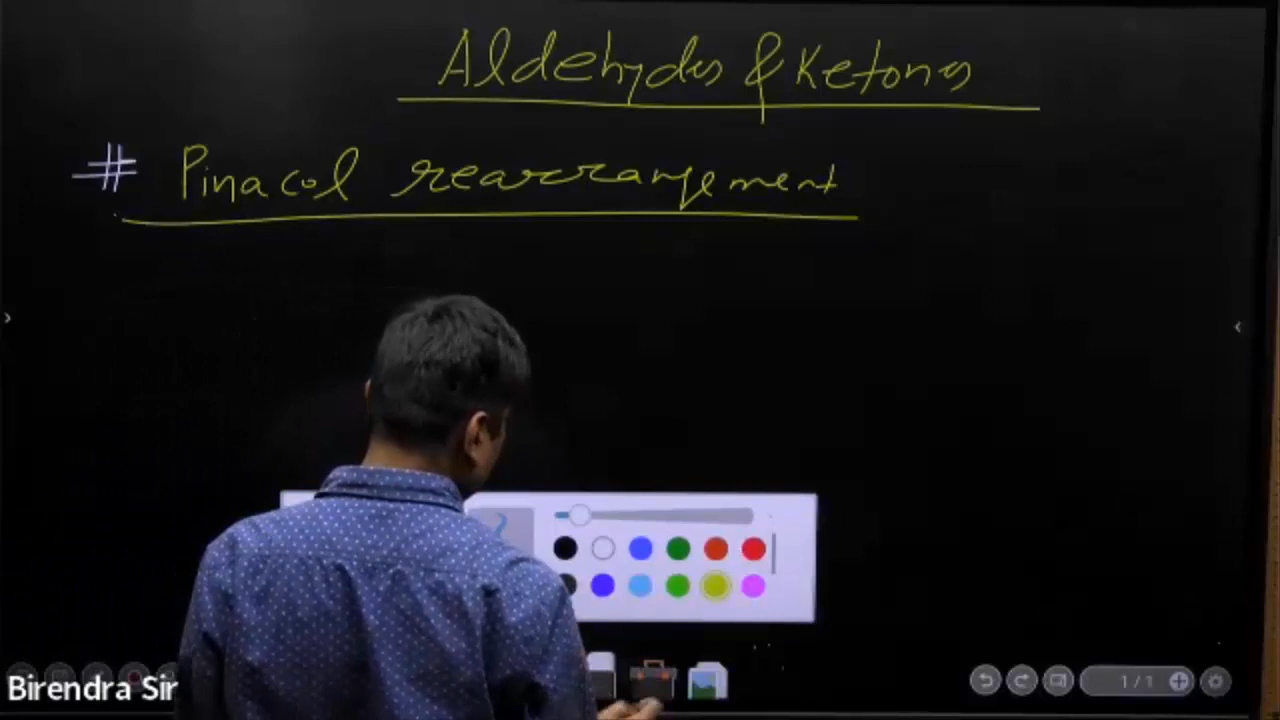 Aldehydes & Ketones
# Pinacol rearrangement
1/1
Birendra Sir